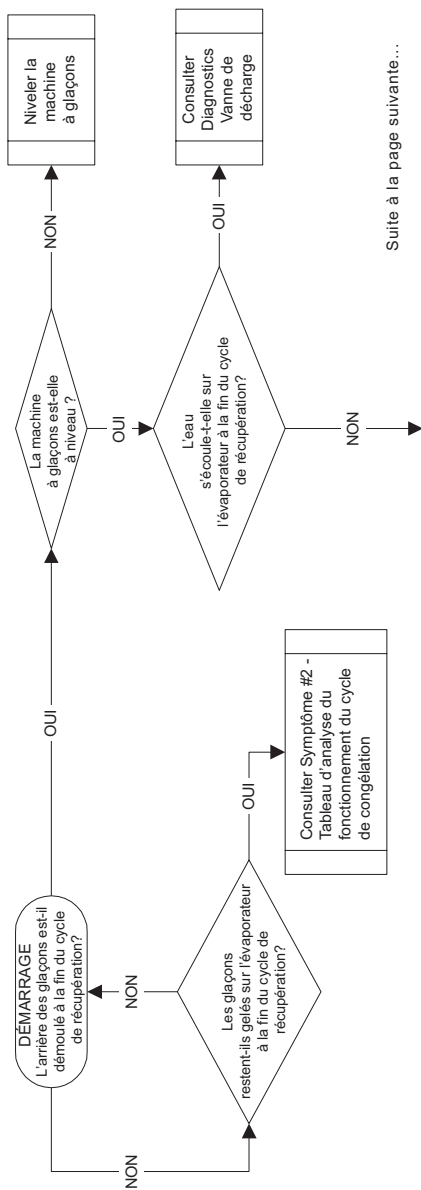 DÉMARRAGE
L'arrière des glaçons est-il
démoulé à la fin du cycle
de récupération?
OUI
La machine
à glaçons est-elle
à niveau ?
NON
Niveler la
machine
à glaçons
OUI
L'eau
s'écoule-t-elle sur
l'évaporateur à la fin du cycle
de récupération?
OUI
Consulter
Diagnostics
Vanne de
décharge
NON
NON
Les glaçons
restent-ils gelés sur l'évaporateur
à la fin du cycle de
récupération?
NON
OUI
Consulter Symptôme #2 -
Tableau d'analyse du
fonctionnement du cycle
de congélation
Suite à la page suivante...